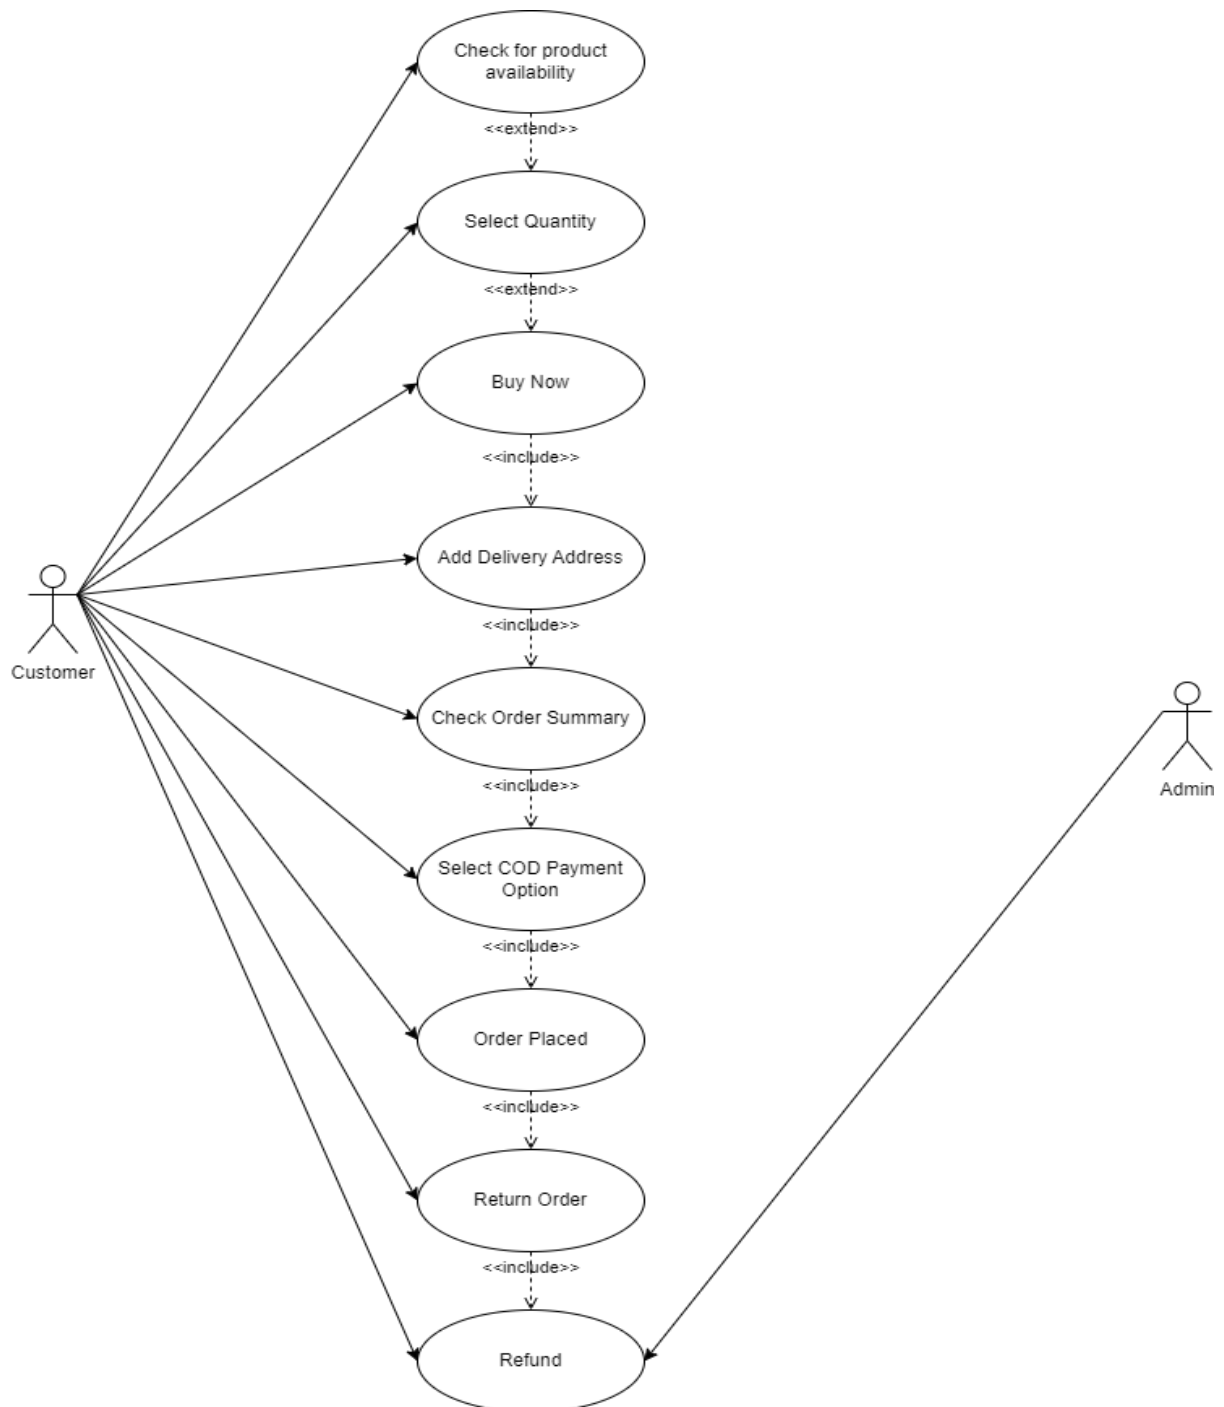 Check for product
availability
<<extend>>
Select Quantity
<<extend>>
Buy Now
<<include>>
Add Delivery Address
<<include>>
Customer
Check Order Summary
<<include>>
Admin
Select COD Payment
Option
<<include>>
Order Placed
<<include>>
Return Order
<<include>>
Refund